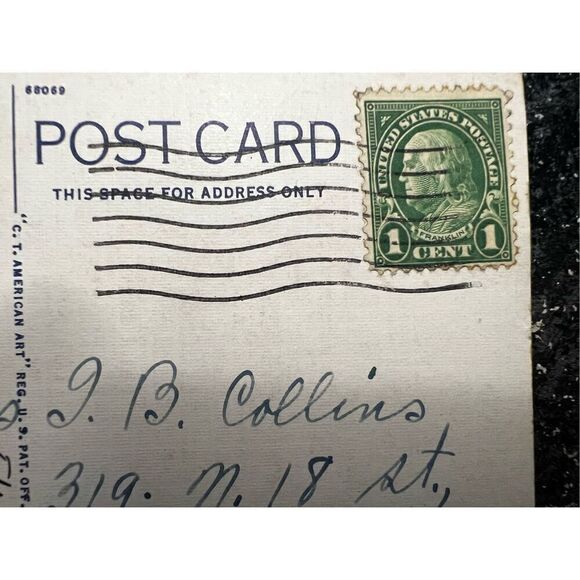 68069
POST CARD
THIS SPACE FOR ADDRESS ONLY
UNITED STATES POSTAGE
FRANKLIN
1 CENT 1
"C. T. AMERICAN ART" REG. U. S. PAT. OFF.
J. B. Collins
319. N. 18 St.,